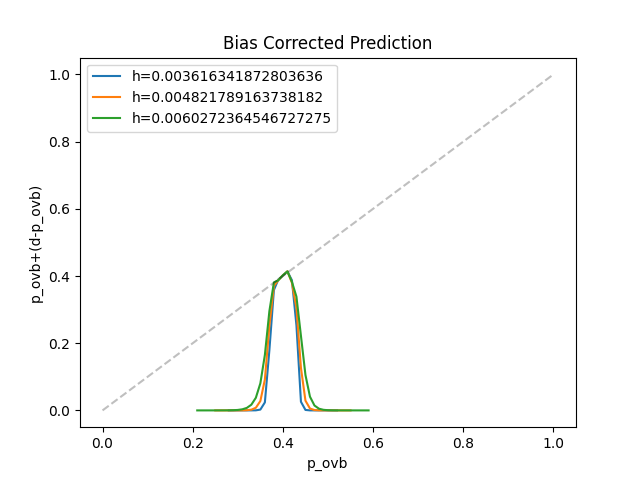 Bias Corrected Prediction
h=0.003616341872803636
h=0.004821789163738182
h=0.0060272364546727275
p_ovb+(d-p_ovb)
1.0
0.8
0.6
0.4
0.2
0.0
0.0 0.2 0.4 0.6 0.8 1.0
p_ovb